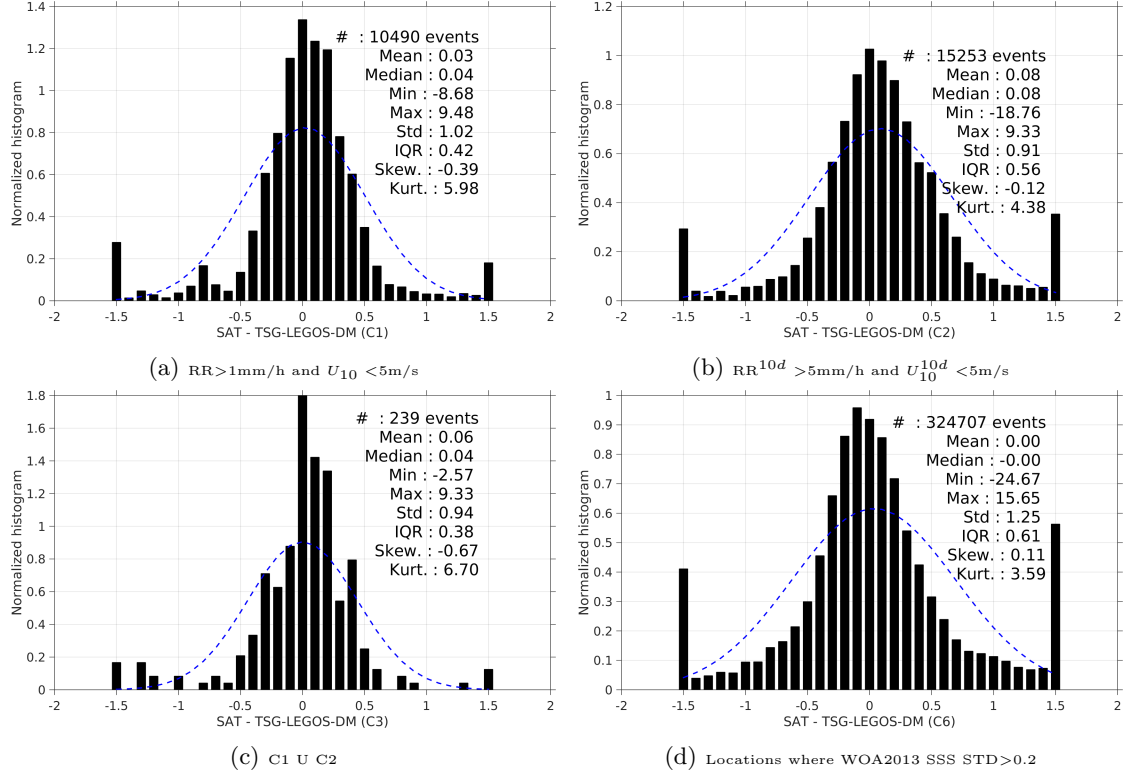 1.4
1.2
1
0.8
0.6
0.4
0.2
0
-2 -1.5 -1 -0.5 0 0.5 1 1.5 2
Normalized histogram
SAT - TSG-LEGOS-DM (C1)
# : 10490 events
Mean : 0.03
Median : 0.04
Min : -8.68
Max : 9.48
Std : 1.02
IQR : 0.42
Skew. : -0.39
Kurt. : 5.98
(a) RR>1mm/h and U10 <5m/s
1.2
1
0.8
0.6
0.4
0.2
0
-2 -1.5 -1 -0.5 0 0.5 1 1.5 2
Normalized histogram
SAT - TSG-LEGOS-DM (C2)
# : 15253 events
Mean : 0.08
Median : 0.08
Min : -18.76
Max : 9.33
Std : 0.91
IQR : 0.56
Skew. : -0.12
Kurt. : 4.38
(b) RR^10d >5mm/h and U10^10d <5m/s
1.8
1.6
1.4
1.2
1
0.8
0.6
0.4
0.2
0
-2 -1.5 -1 -0.5 0 0.5 1 1.5 2
Normalized histogram
SAT - TSG-LEGOS-DM (C3)
# : 239 events
Mean : 0.06
Median : 0.04
Min : -2.57
Max : 9.33
Std : 0.94
IQR : 0.38
Skew. : -0.67
Kurt. : 6.70
(c) C1 U C2
1
0.9
0.8
0.7
0.6
0.5
0.4
0.3
0.2
0.1
0
-2 -1.5 -1 -0.5 0 0.5 1 1.5 2
Normalized histogram
SAT - TSG-LEGOS-DM (C6)
# : 324707 events
Mean : 0.00
Median : -0.00
Min : -24.67
Max : 15.65
Std : 1.25
IQR : 0.61
Skew. : 0.11
Kurt. : 3.59
(d) Locations where WOA2013 SSS STD>0.2